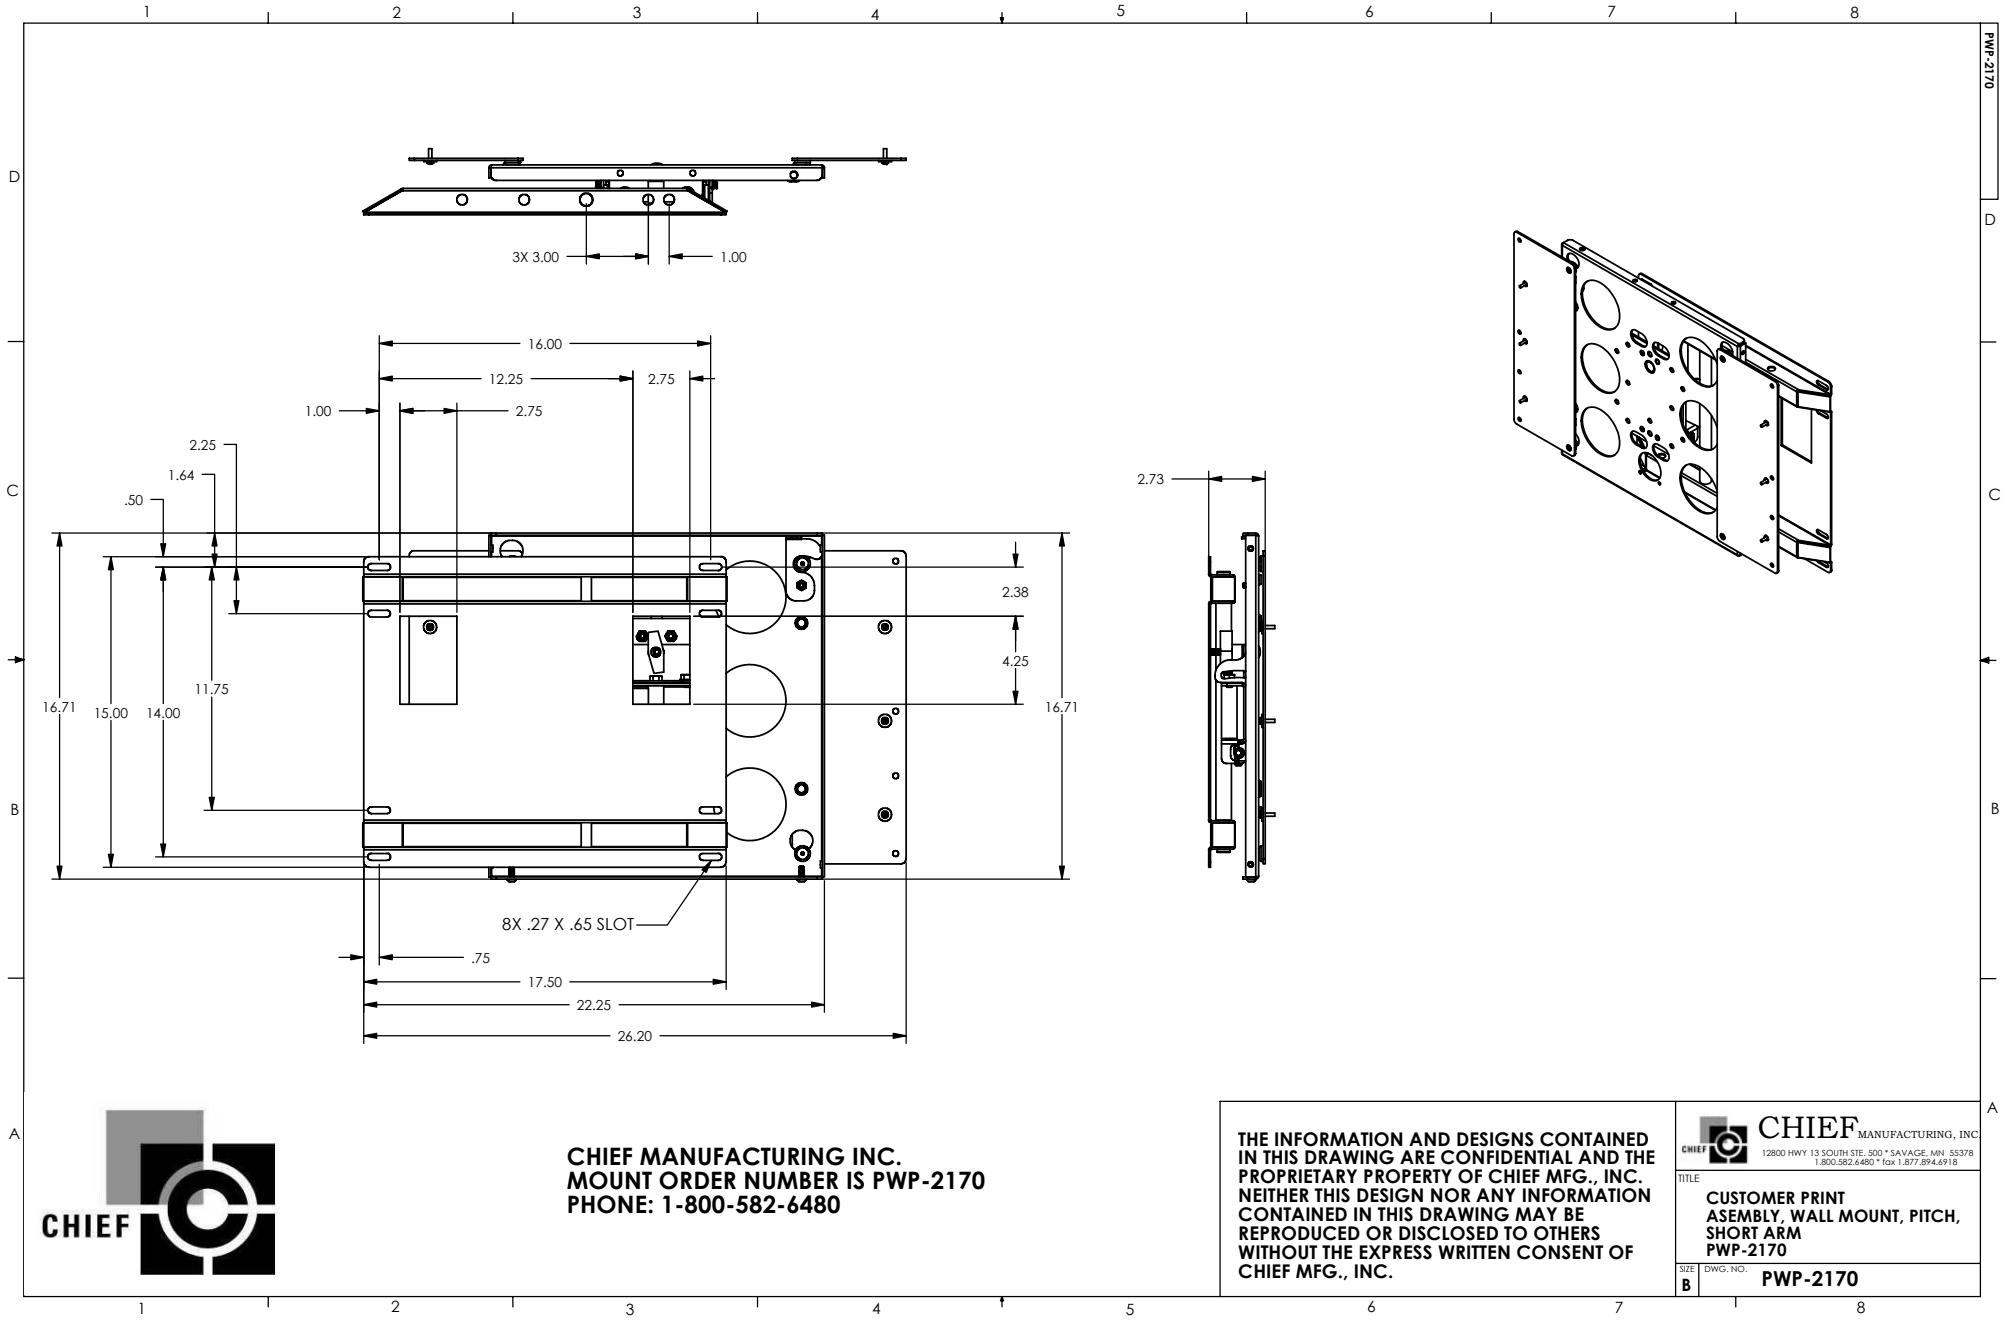 1 2 3 4 5 6 7 8
PWP-2170
D
D
3X 3.00
1.00
16.00
12.25
2.75
1.00
2.75
2.25
1.64
.50
C
C
2.73
2.38
4.25
11.75
16.71
15.00
14.00
16.71
B
B
8X .27 X .65 SLOT
.75
17.50
22.25
26.20
A
A
CHIEF
CHIEF MANUFACTURING INC.
MOUNT ORDER NUMBER IS PWP-2170
PHONE: 1-800-582-6480
THE INFORMATION AND DESIGNS CONTAINED
IN THIS DRAWING ARE CONFIDENTIAL AND THE
PROPRIETARY PROPERTY OF CHIEF MFG., INC.
NEITHER THIS DESIGN NOR ANY INFORMATION
CONTAINED IN THIS DRAWING MAY BE
REPRODUCED OR DISCLOSED TO OTHERS
WITHOUT THE EXPRESS WRITTEN CONSENT OF
CHIEF MFG., INC.
CHIEF
CHIEF MANUFACTURING, INC.
12800 HWY 13 SOUTH STE. 500 * SAVAGE, MN 55378
1.800.582.6480 * fax 1.877.894.6918
TITLE
CUSTOMER PRINT
ASEMBLY, WALL MOUNT, PITCH,
SHORT ARM
PWP-2170
SIZE
B
DWG. NO.
PWP-2170
1 2 3 4 5 6 7 8